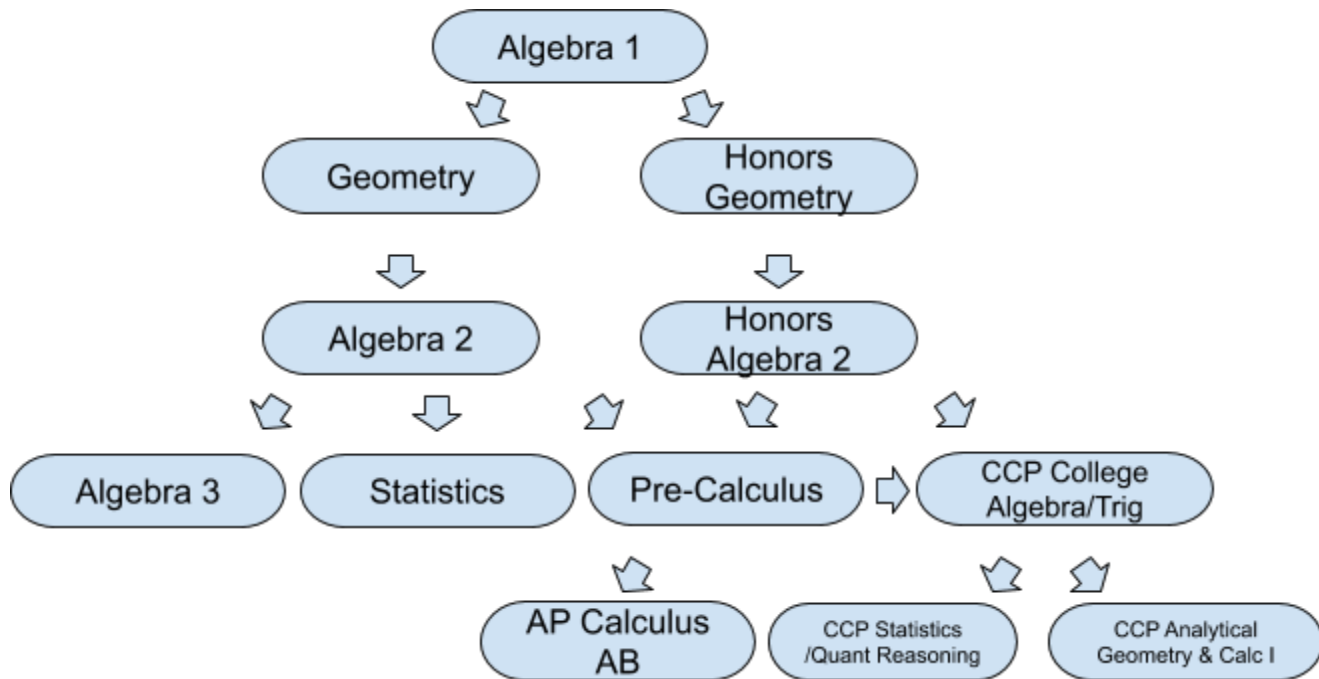 Algebra 1
Geometry
Honors
Geometry
Algebra 2
Honors
Algebra 2
Algebra 3
Statistics
Pre-Calculus
CCP College
Algebra/Trig
AP Calculus
AB
CCP Statistics
/Quant Reasoning
CCP Analytical
Geometry & Calc I